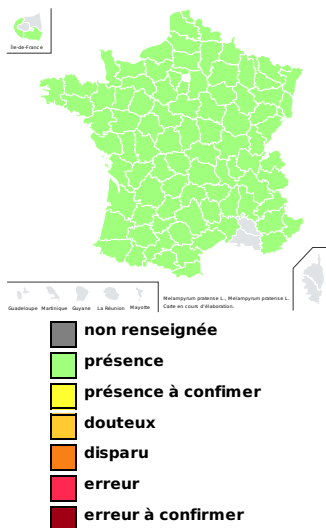 Île-de-France
Guadeloupe Martinique Guyane La Réunion Mayotte
Melampyrum pratense L., Melampyrum pratense L.
Carte en cours d'élaboration.
non renseignée
présence
présence à confimer
douteux
disparu
erreur
erreur à confirmer